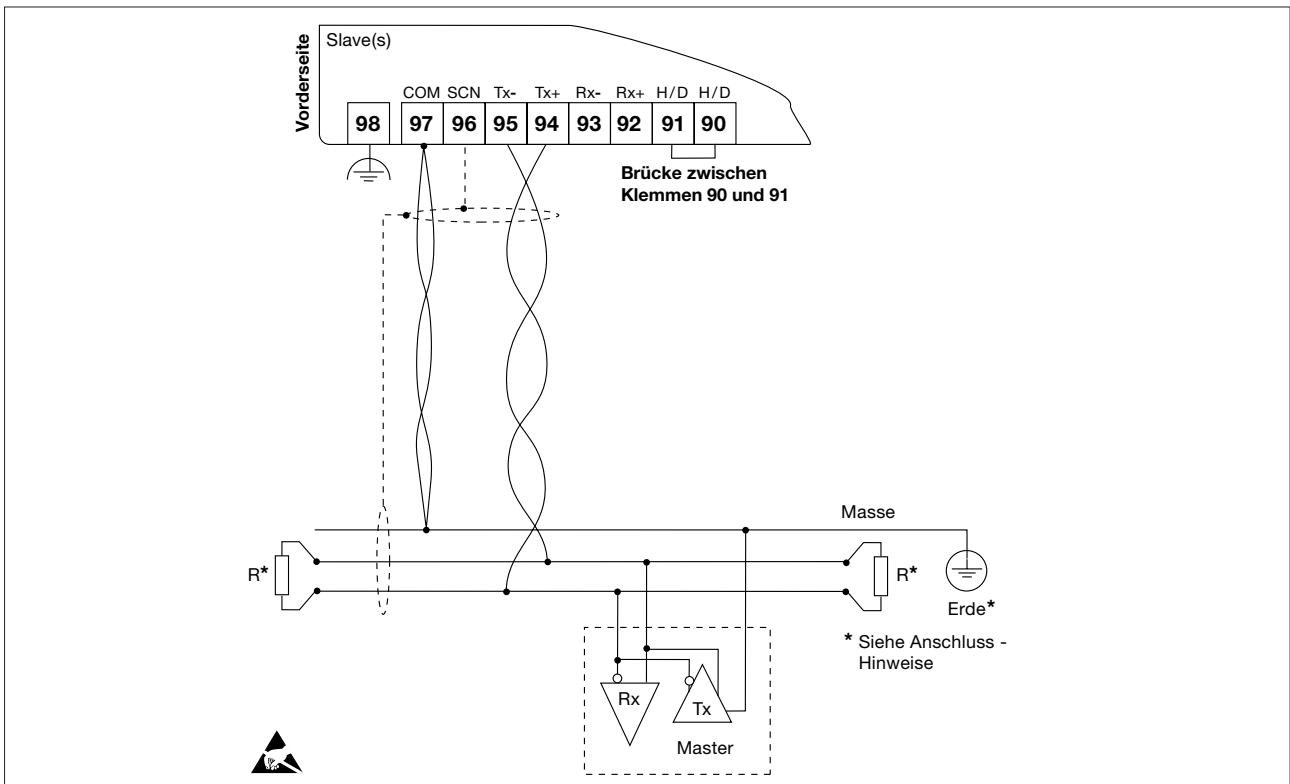 Slave(s)
Vorderseite
COM SCN Tx- Tx+ Rx- Rx+ H/D H/D
98 97 96 95 94 93 92 91 90
Brücke zwischen
Klemmen 90 und 91
Masse
R*
R*
Erde*
* Siehe Anschluss -
Hinweise
Rx
Tx
Master